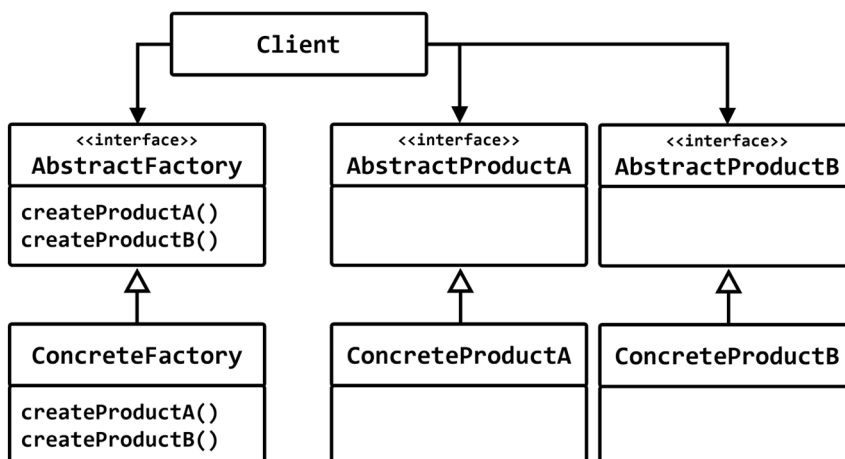 Client
<<interface>>
AbstractFactory
createProductA()
createProductB()
<<interface>>
AbstractProductA
<<interface>>
AbstractProductB
ConcreteFactory
createProductA()
createProductB()
ConcreteProductA
ConcreteProductB